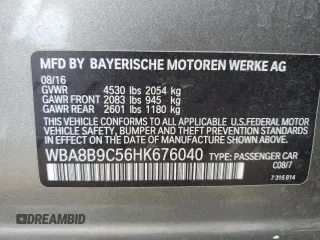 MFD BY BAYERISCHE MOTOREN WERKE AG
08/16
GVWR 4530 lbs 2054 kg
GAWR FRONT 2083 lbs 945 kg
GAWR REAR 2601 lbs 1180 kg
THIS VEHICLE CONFORMS TO ALL APPLICABLE U.S. FEDERAL MOTOR
VEHICLE SAFETY, BUMPER, AND THEFT PREVENTION STANDARDS
IN EFFECT ON THE DATE OF MANUFACTURE SHOWN ABOVE.
WBA8B9C56HK676040 TYPE: PASSENGER CAR
C08/7
7 315 814
DREAMBID